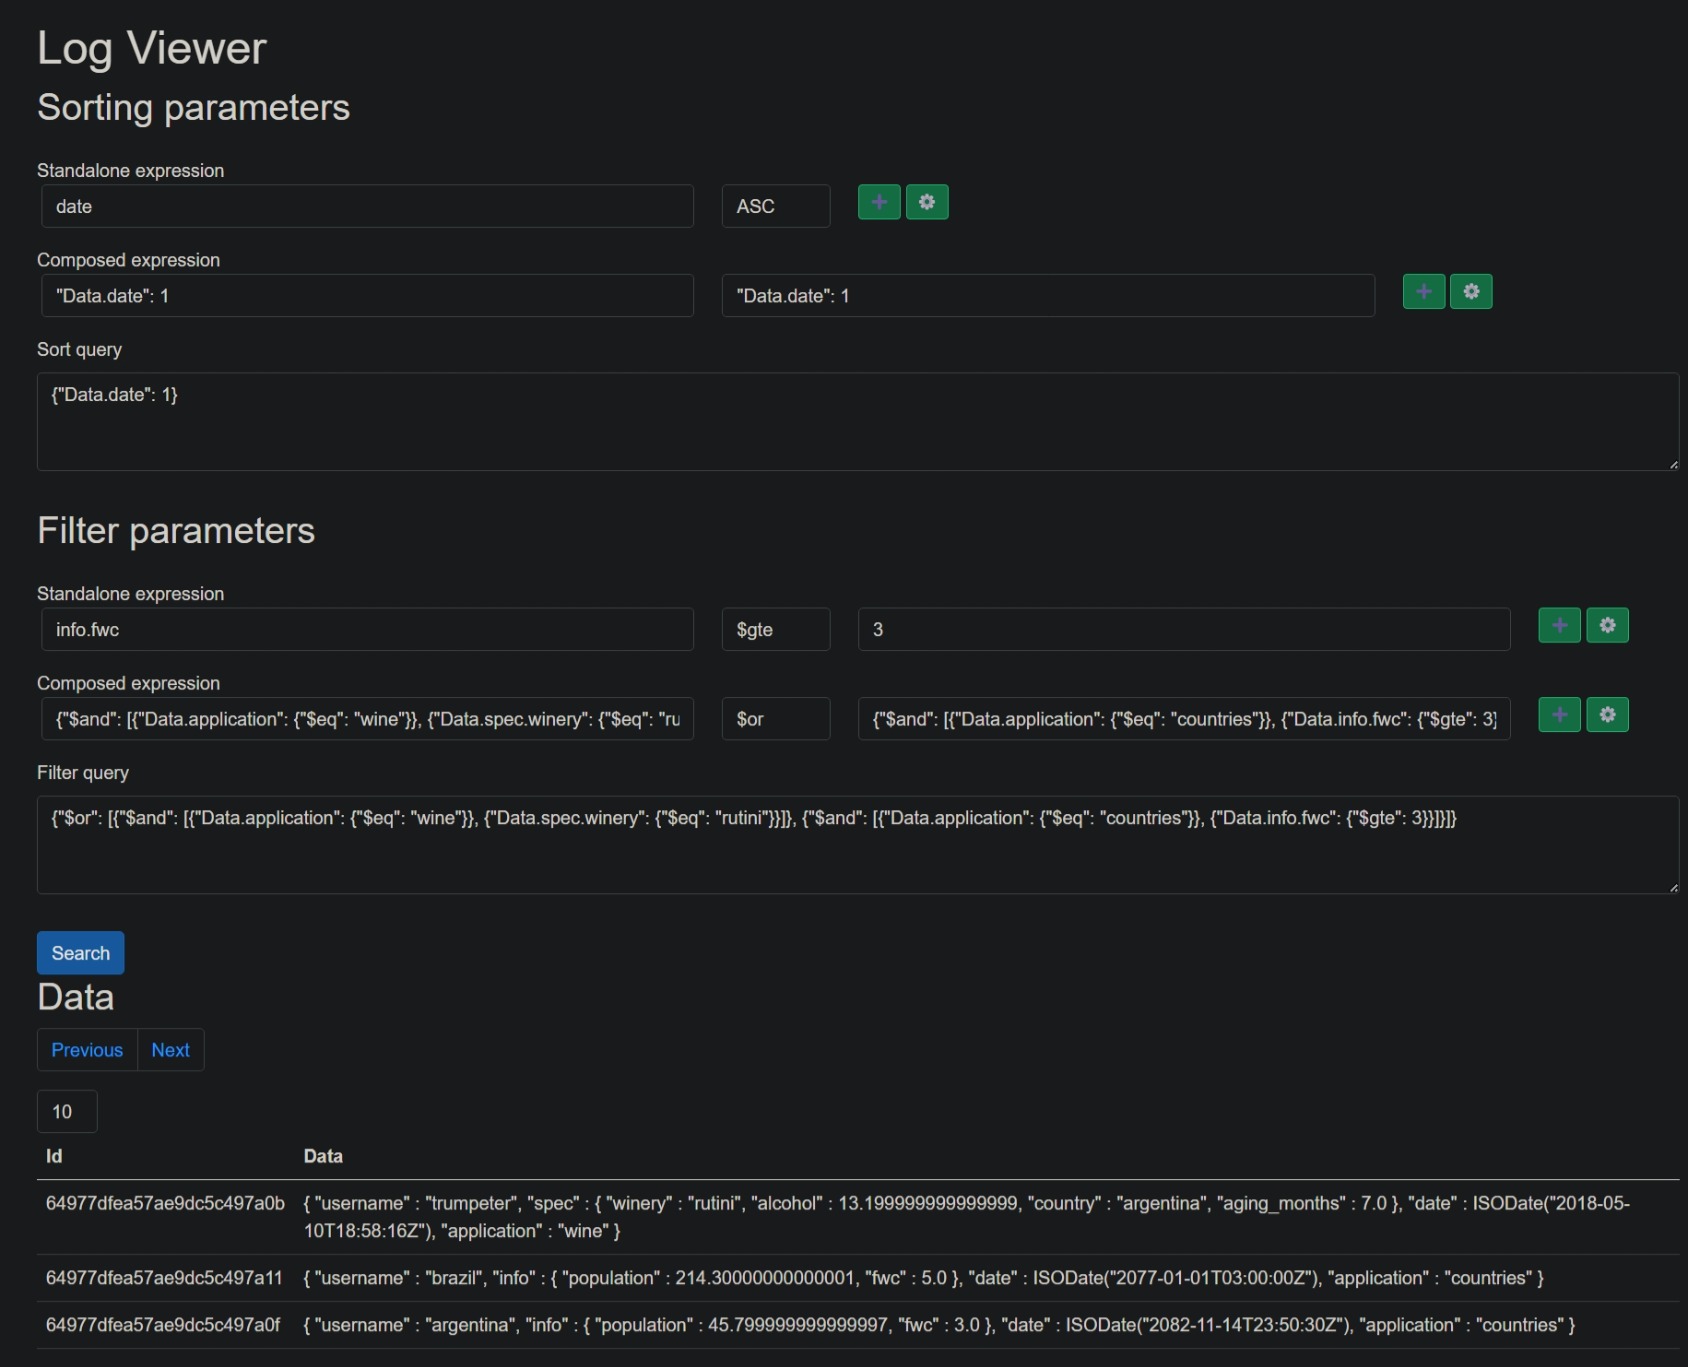 Log Viewer
Sorting parameters
Standalone expression
date ASC
Composed expression
"Data.date": 1 "Data.date": 1
Sort query
{"Data.date": 1}
Filter parameters
Standalone expression
info.fwc $gte 3
Composed expression
{"$and": [{"Data.application": {"$eq": "wine"}}, {"Data.spec.winery": {"$eq": "ru $or {"$and": [{"Data.application": {"$eq": "countries"}}, {"Data.info.fwc": {"$gte": 3}
Filter query
{"$or": [{"$and": [{"Data.application": {"$eq": "wine"}}, {"Data.spec.winery": {"$eq": "rutini"}}]}, {"$and": [{"Data.application": {"$eq": "countries"}}, {"Data.info.fwc": {"$gte": 3}}]}]}
Search
Data
Previous Next
10
Id Data
64977dfea57ae9dc5c497a0b { "username" : "trumpeter", "spec" : { "winery" : "rutini", "alcohol" : 13.199999999999999, "country" : "argentina", "aging_months" : 7.0 }, "date" : ISODate("2018-05-
10T18:58:16Z"), "application" : "wine" }
64977dfea57ae9dc5c497a11 { "username" : "brazil", "info" : { "population" : 214.30000000000001, "fwc" : 5.0 }, "date" : ISODate("2077-01-01T03:00:00Z"), "application" : "countries" }
64977dfea57ae9dc5c497a0f { "username" : "argentina", "info" : { "population" : 45.799999999999997, "fwc" : 3.0 }, "date" : ISODate("2082-11-14T23:50:30Z"), "application" : "countries" }